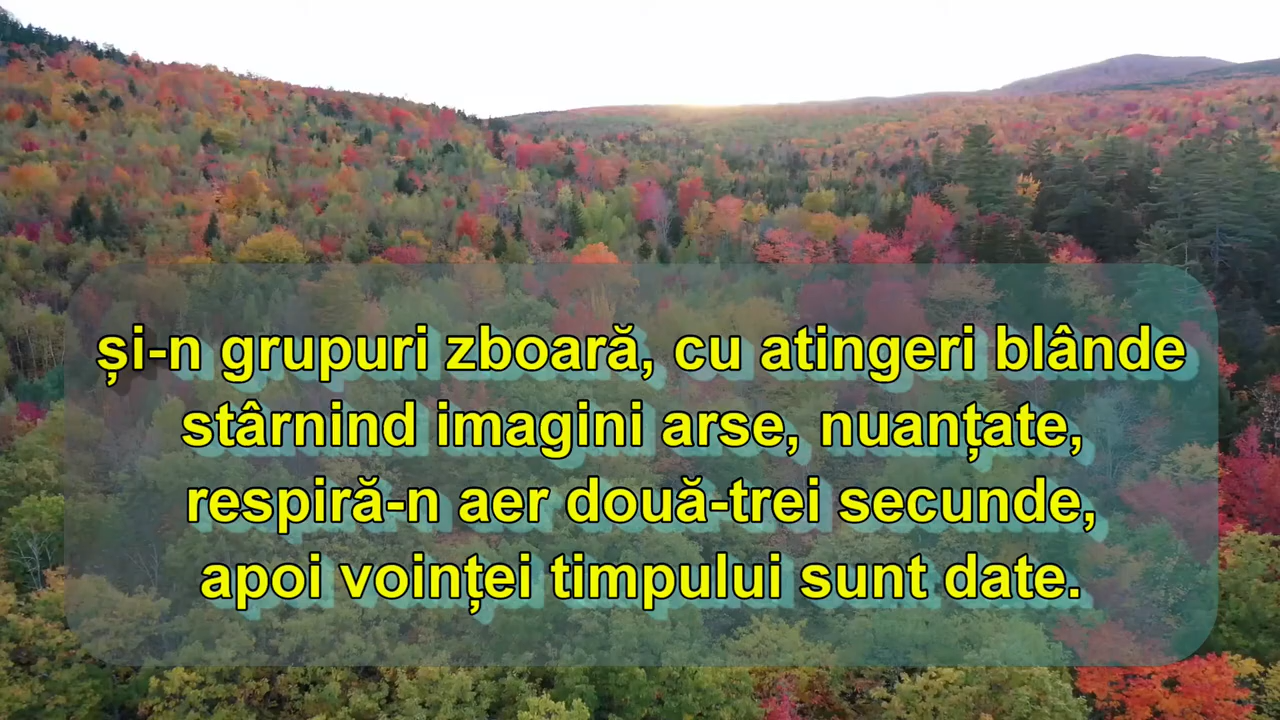 și-n grupuri zboară, cu atingeri blânde
stârnind imagini arse, nuanțate,
respiră-n aer două-trei secunde,
apoi voinței timpului sunt date.